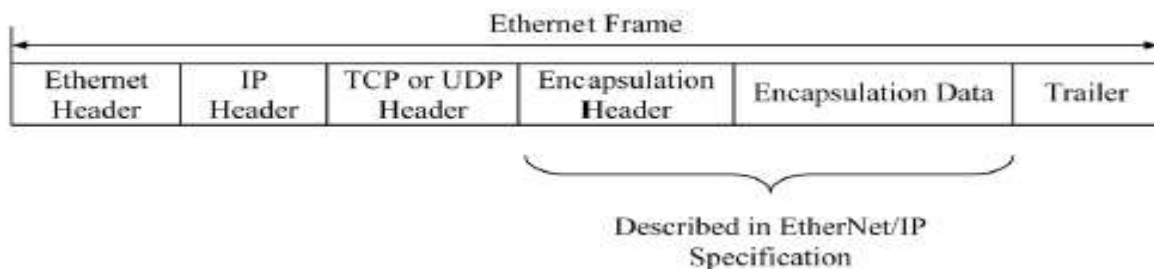 Ethernet Frame
Ethernet Header
IP Header
TCP or UDP Header
Encapsulation Header
Encapsulation Data
Trailer
Described in EtherNet/IP
Specification